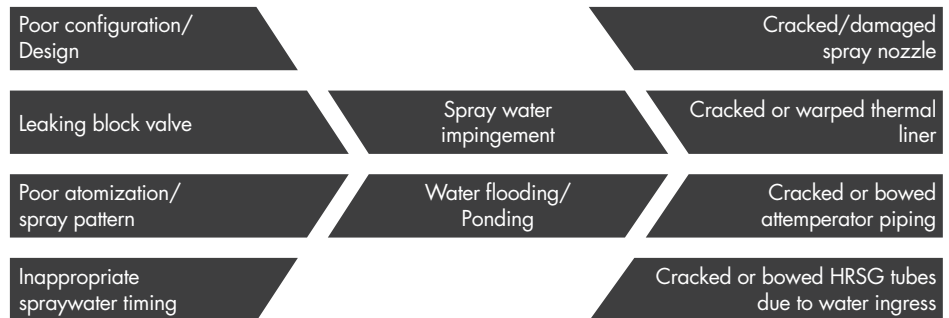 Poor configuration/
Design
Cracked/damaged
spray nozzle
Leaking block valve
Spray water
impingement
Cracked or warped thermal
liner
Poor atomization/
spray pattern
Water flooding/
Ponding
Cracked or bowed
attemperator piping
Inappropriate
spraywater timing
Cracked or bowed HRSG tubes
due to water ingress